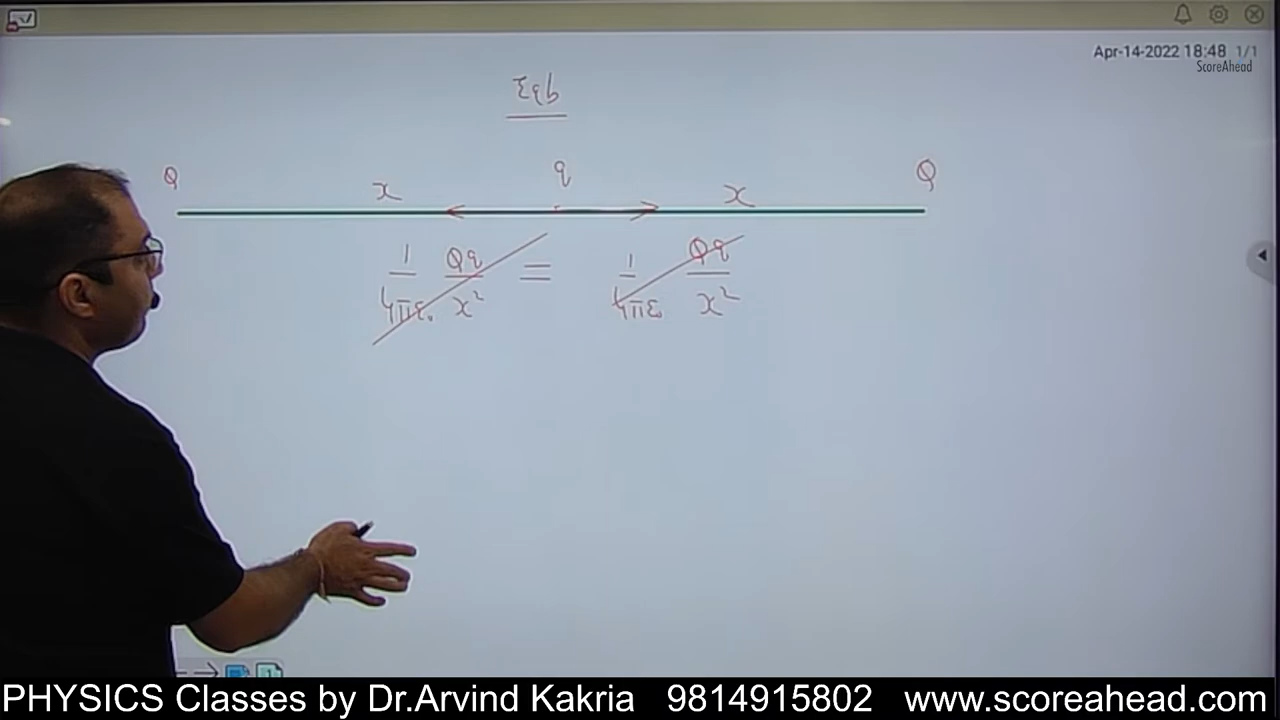 Apr-14-2022 18:48 1/1
ScoreAhead
Eqb
Q x q x Q
1/4πε₀ Qq/x² = 1/4πε₀ Qq/x²
PHYSICS Classes by Dr.Arvind Kakria 9814915802 www.scoreahead.com